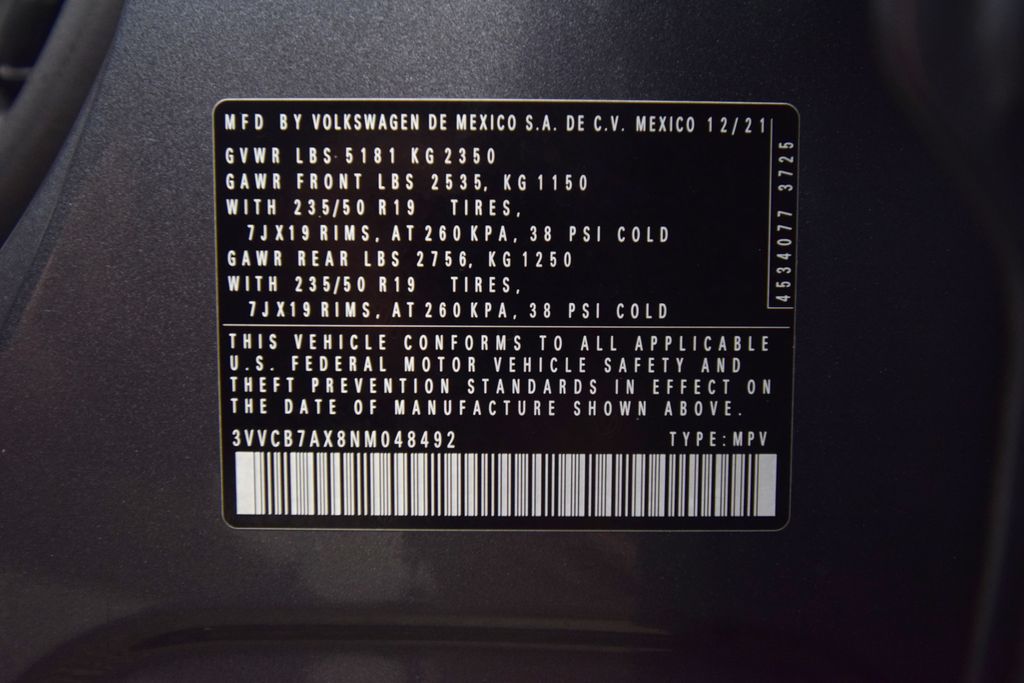 MFD BY VOLKSWAGEN DE MEXICO S.A. DE C.V. MEXICO 12/21
GVWR LBS 5181 KG 2350
GAWR FRONT LBS 2535, KG 1150
WITH 235/50 R19 TIRES,
7JX19 RIMS, AT 260 KPA, 38 PSI COLD
GAWR REAR LBS 2756, KG 1250
WITH 235/50 R19 TIRES,
7JX19 RIMS, AT 260 KPA, 38 PSI COLD
4534077 3725
THIS VEHICLE CONFORMS TO ALL APPLICABLE
U.S. FEDERAL MOTOR VEHICLE SAFETY AND
THEFT PREVENTION STANDARDS IN EFFECT ON
THE DATE OF MANUFACTURE SHOWN ABOVE.
3VVCB7AX8NM048492 TYPE: MPV